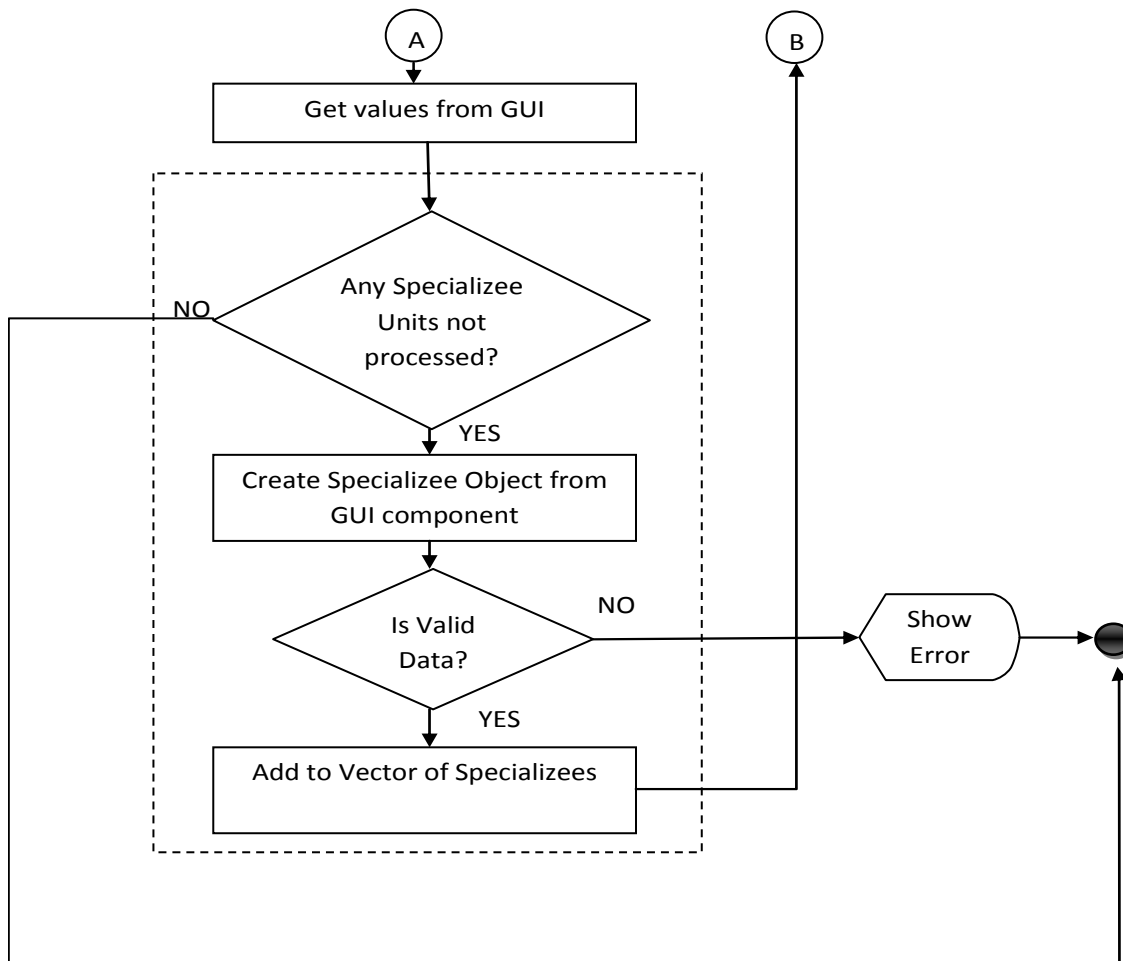 A
B
Get values from GUI
Any Specializee
Units not
processed?
NO
YES
Create Specializee Object from
GUI component
Is Valid
Data?
NO
Show
Error
YES
Add to Vector of Specializees